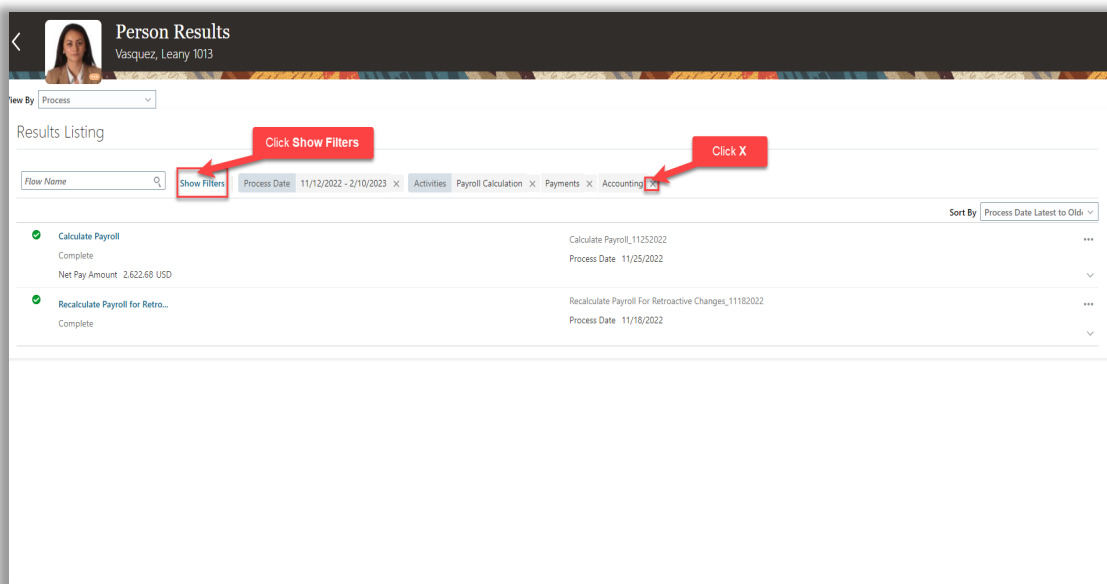 Person Results
Vasquez, Leany 1013
View By Process
Results Listing
Click Show Filters
Click X
Flow Name Show Filters Process Date 11/12/2022 - 2/10/2023 X Activities Payroll Calculation X Payments X Accounting X
Sort By Process Date Latest to Olde
Calculate Payroll Calculate Payroll_11252022
Complete Process Date 11/25/2022
Net Pay Amount 2,622.68 USD
Recalculate Payroll for Retro... Recalculate Payroll For Retroactive Changes_11182022
Complete Process Date 11/18/2022